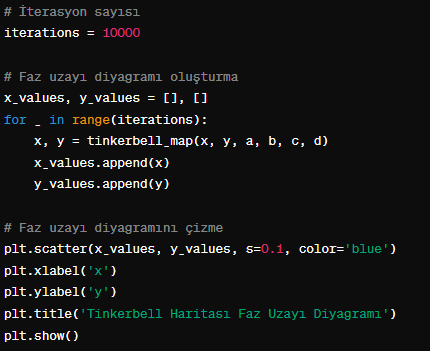 # İterasyon sayısı
iterations = 10000
# Faz uzayı diyagramı oluşturma
x_values, y_values = [], []
for _ in range(iterations):
x, y = tinkerbell_map(x, y, a, b, c, d)
x_values.append(x)
y_values.append(y)
# Faz uzayı diyagramını çizme
plt.scatter(x_values, y_values, s=0.1, color='blue')
plt.xlabel('x')
plt.ylabel('y')
plt.title('Tinkerbell Haritası Faz Uzayı Diyagramı')
plt.show()